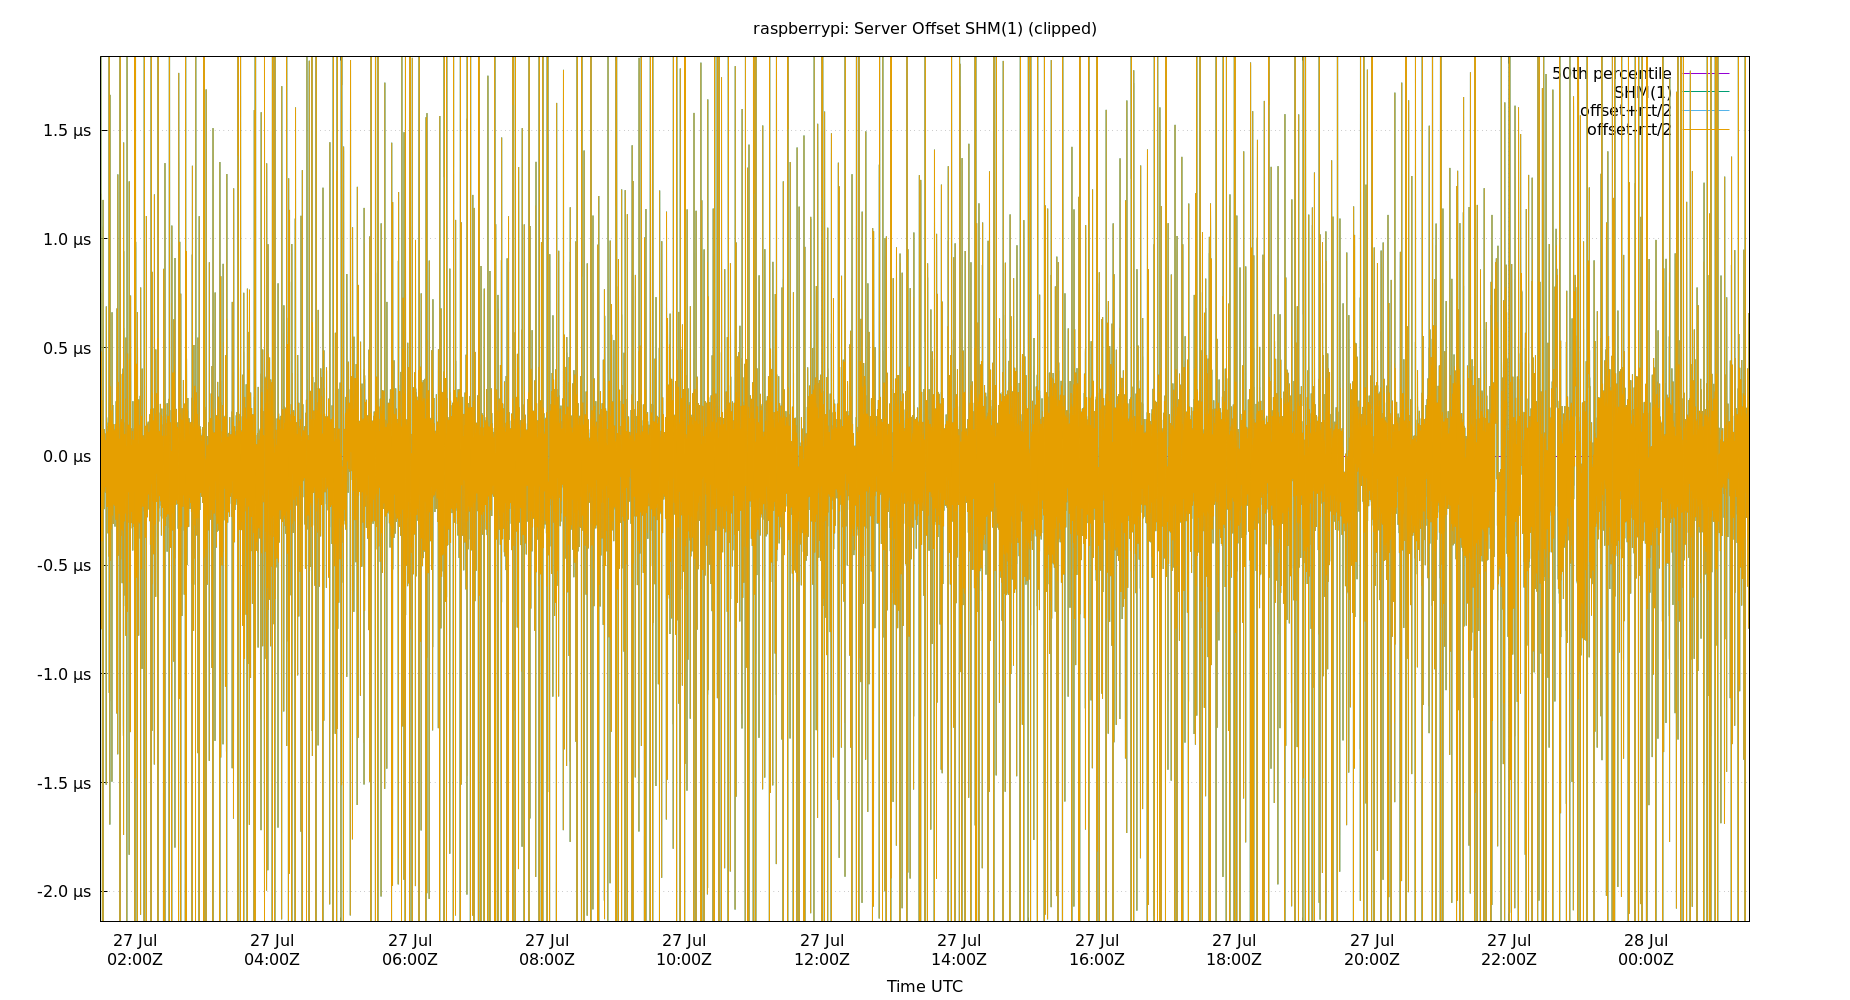 raspberrypi: Server Offset SHM(1) (clipped)
50th percentile
SHM(1)
offset+rtt/2
offset-rtt/2
1.5 µs
1.0 µs
0.5 µs
0.0 µs
-0.5 µs
-1.0 µs
-1.5 µs
-2.0 µs
27 Jul 27 Jul 27 Jul 27 Jul 27 Jul 27 Jul 27 Jul 27 Jul 27 Jul 27 Jul 27 Jul 28 Jul
02:00Z 04:00Z 06:00Z 08:00Z 10:00Z 12:00Z 14:00Z 16:00Z 18:00Z 20:00Z 22:00Z 00:00Z
Time UTC